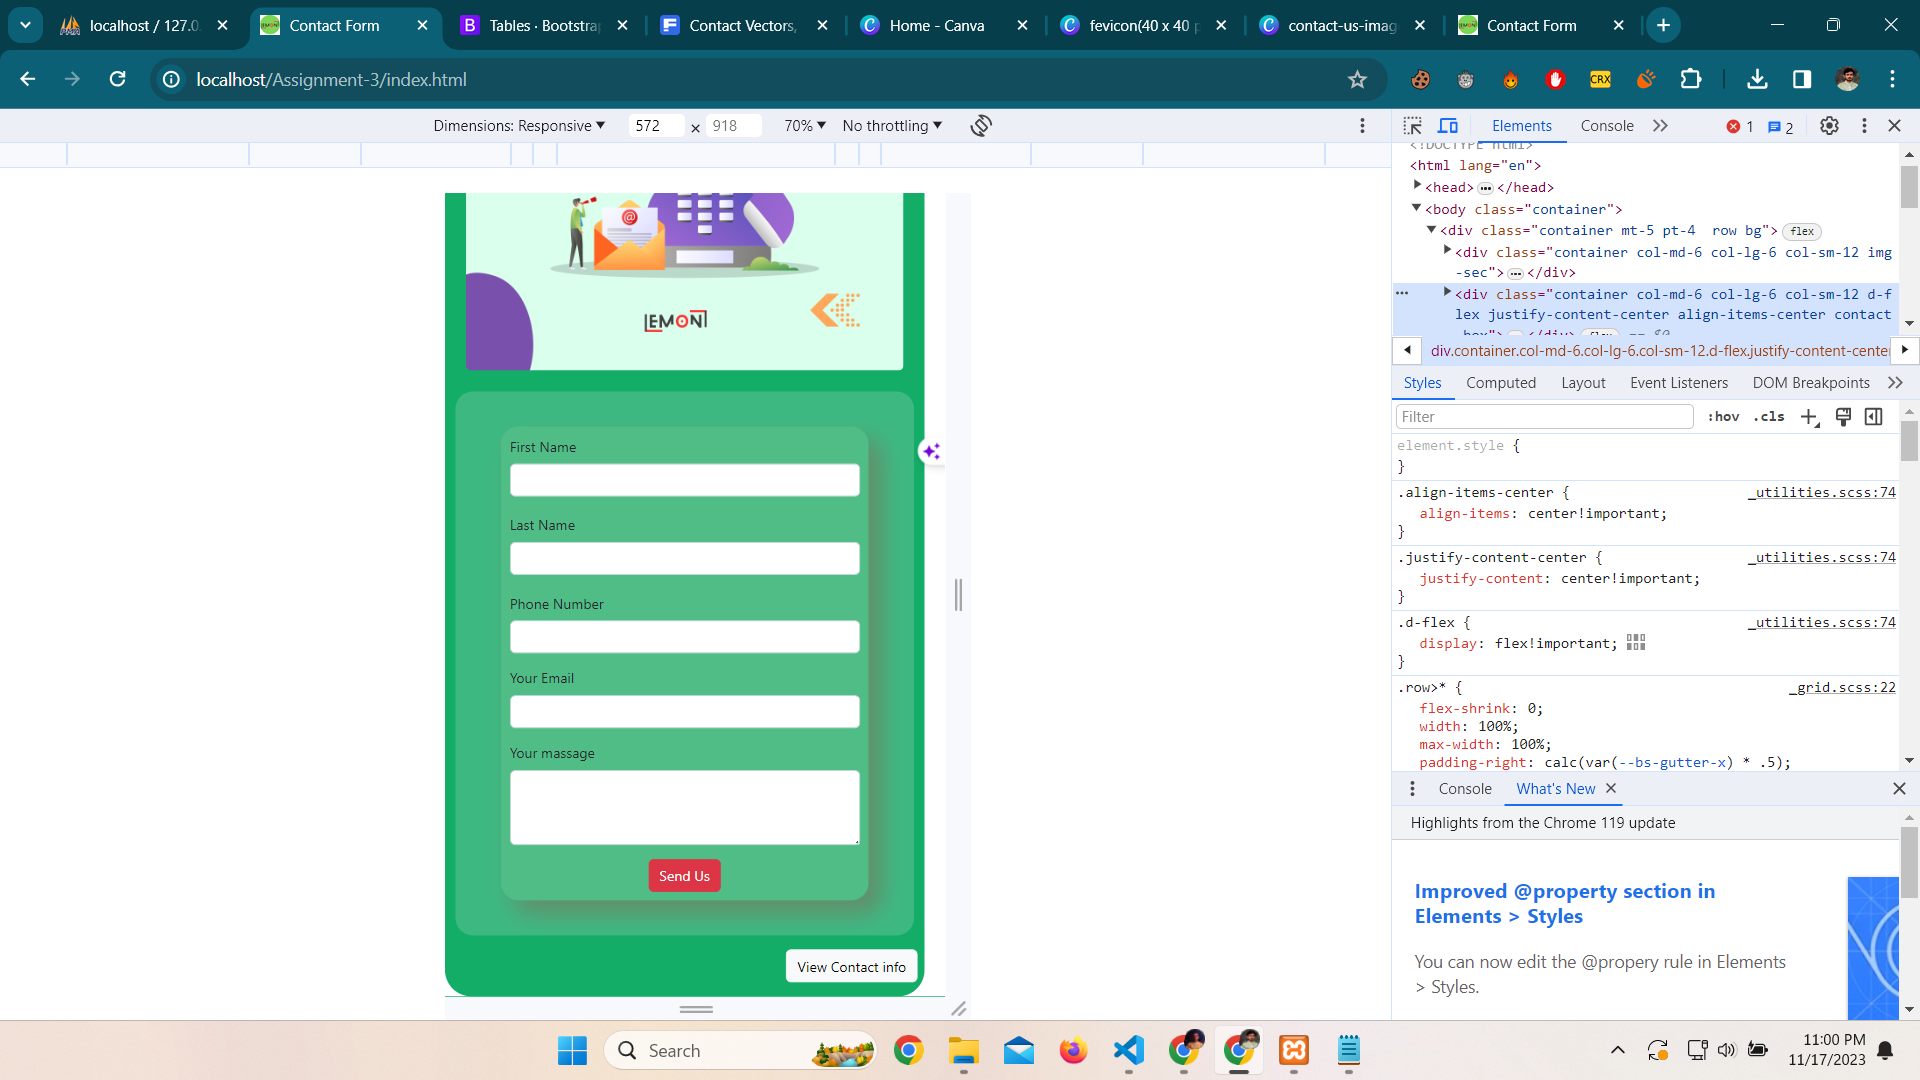 localhost / 127.0.
Contact Form
Tables · Bootstrap
Contact Vectors,
Home - Canva
fevicon(40 x 40 p
contact-us-imag
Contact Form
localhost/Assignment-3/index.html
CRX
Dimensions: Responsive
572 × 918
70%
No throttling
Elements
Console
1
2
@
LEMON
First Name
Last Name
Phone Number
Your Email
Your massage
Send Us
View Contact info
<!DOCTYPE html>
<html lang="en">
<head>…</head>
<body class="container">
<div class="container mt-5 pt-4  row bg"> flex
<div class="container col-md-6 col-lg-6 col-sm-12 img
-sec">…</div>
<div class="container col-md-6 col-lg-6 col-sm-12 d-f
lex justify-content-center align-items-center contact
-box">…</div> flex == $0
div.container.col-md-6.col-lg-6.col-sm-12.d-flex.justify-content-cente
Styles
Computed
Layout
Event Listeners
DOM Breakpoints
Filter
:hov
.cls
element.style {
}
.align-items-center { _utilities.scss:74
align-items: center!important;
}
.justify-content-center { _utilities.scss:74
justify-content: center!important;
}
.d-flex { _utilities.scss:74
display: flex!important;
}
.row>* { _grid.scss:22
flex-shrink: 0;
width: 100%;
max-width: 100%;
padding-right: calc(var(--bs-gutter-x) * .5);
Console
What's New
Highlights from the Chrome 119 update
Improved @property section in
Elements > Styles
You can now edit the @propery rule in Elements
> Styles.
Search
11:00 PM
11/17/2023